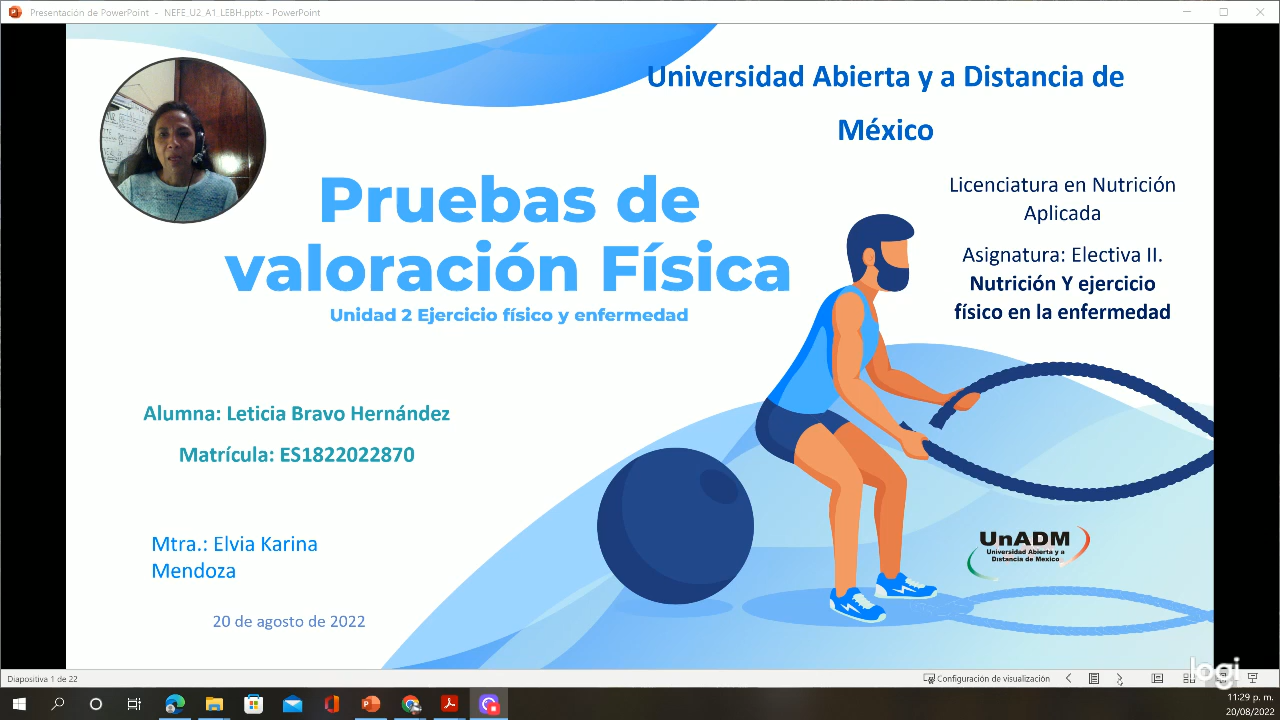 Presentación de PowerPoint - NEFE_U2_A1_LEBH.pptx - PowerPoint
Universidad Abierta y a Distancia de
México
Pruebas de
valoración Física
Unidad 2 Ejercicio físico y enfermedad
Licenciatura en Nutrición
Aplicada
Asignatura: Electiva II.
Nutrición Y ejercicio
físico en la enfermedad
Alumna: Leticia Bravo Hernández
Matrícula: ES1822022870
Mtra.: Elvia Karina
Mendoza
20 de agosto de 2022
UnADM
Universidad Abierta y a
Distancia de Mexico
logi
Diapositiva 1 de 22
Configuración de visualización
11:29 p. m.
20/08/2022